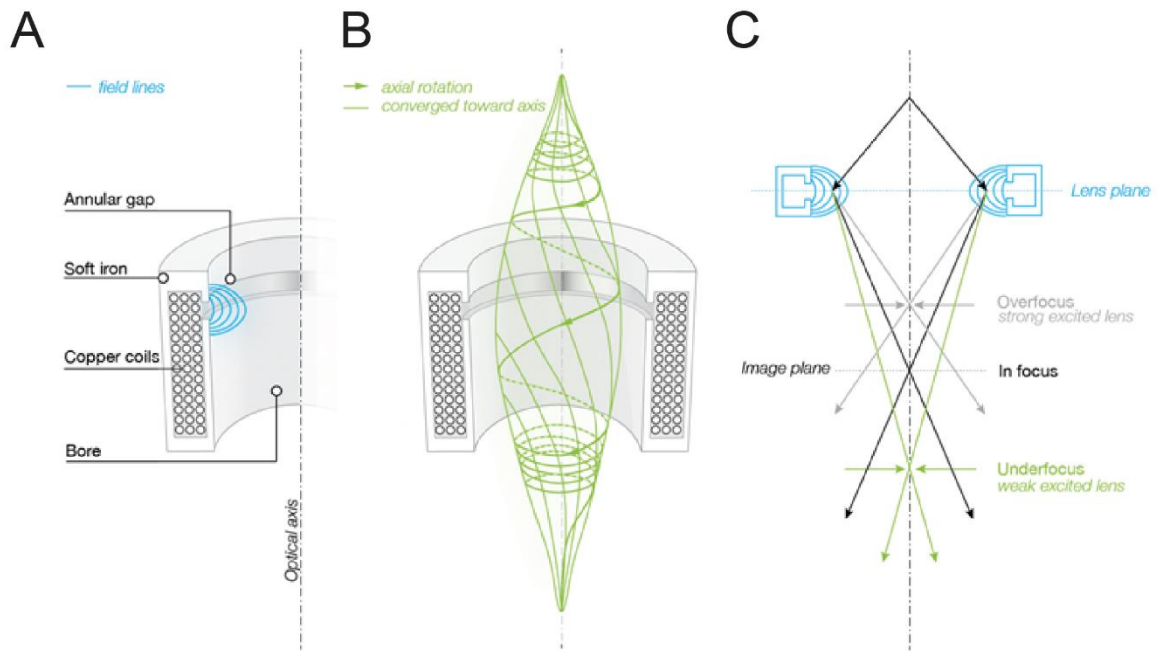 A
field lines
Annular gap
Soft iron
Copper coils
Bore
Optical axis
B
axial rotation
converged toward axis
C
Lens plane
Overfocus
strong excited lens
Image plane
In focus
Underfocus
weak excited lens